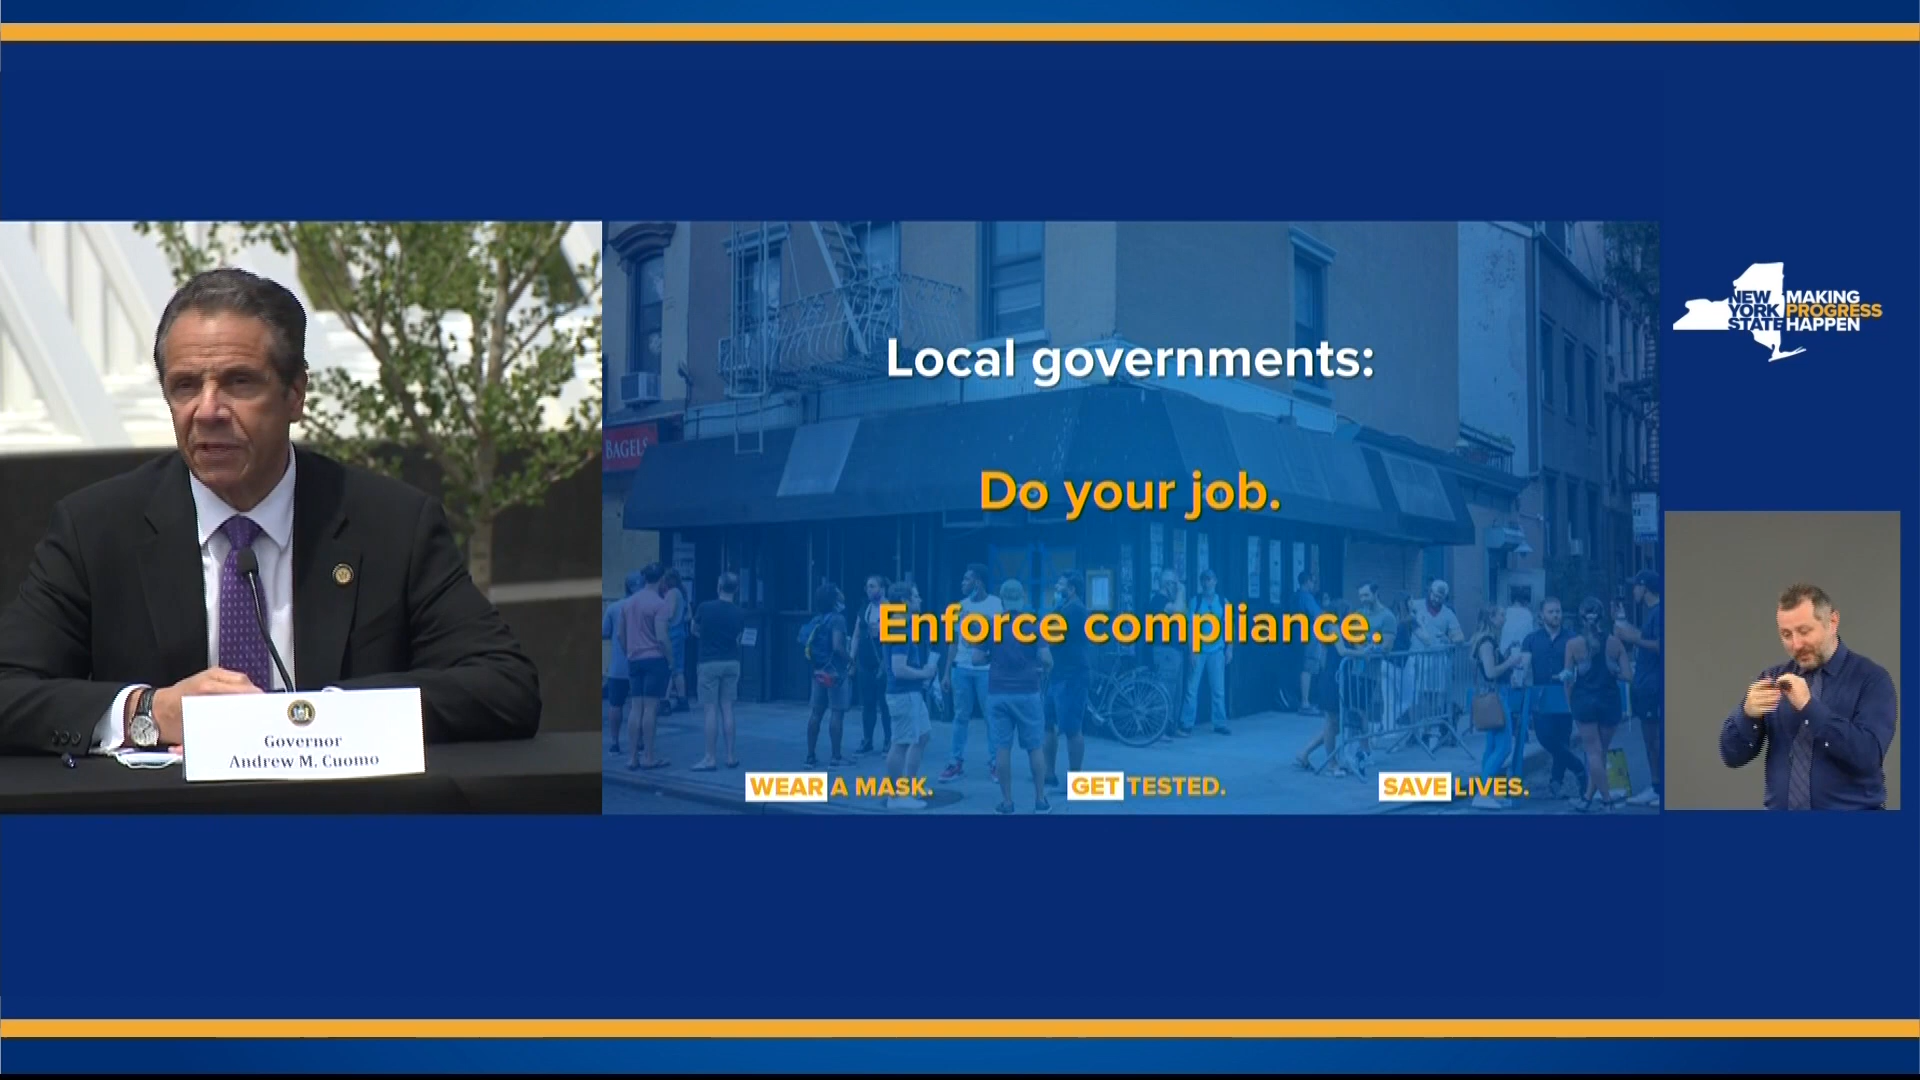 Local governments:
Do your job.
Enforce compliance.
WEAR A MASK.
GET TESTED.
SAVE LIVES.
BAGELS
Governor
Andrew M. Cuomo
NEW
YORK
STATE
MAKING
PROGRESS
HAPPEN